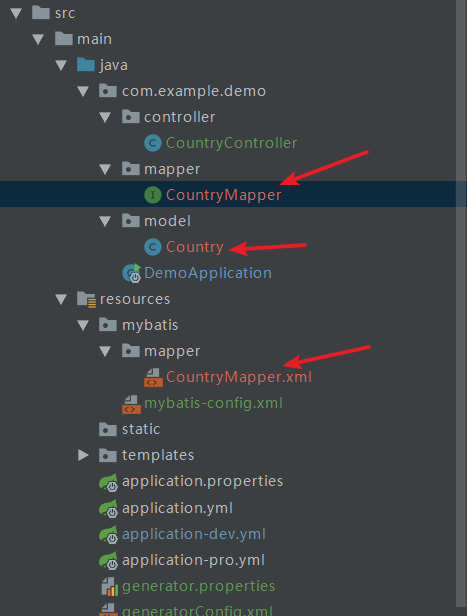 src
main
java
com.example.demo
controller
CountryController
mapper
CountryMapper
model
Country
DemoApplication
resources
mybatis
mapper
CountryMapper.xml
mybatis-config.xml
static
templates
application.properties
application.yml
application-dev.yml
application-pro.yml
generator.properties
generatorConfig.xml